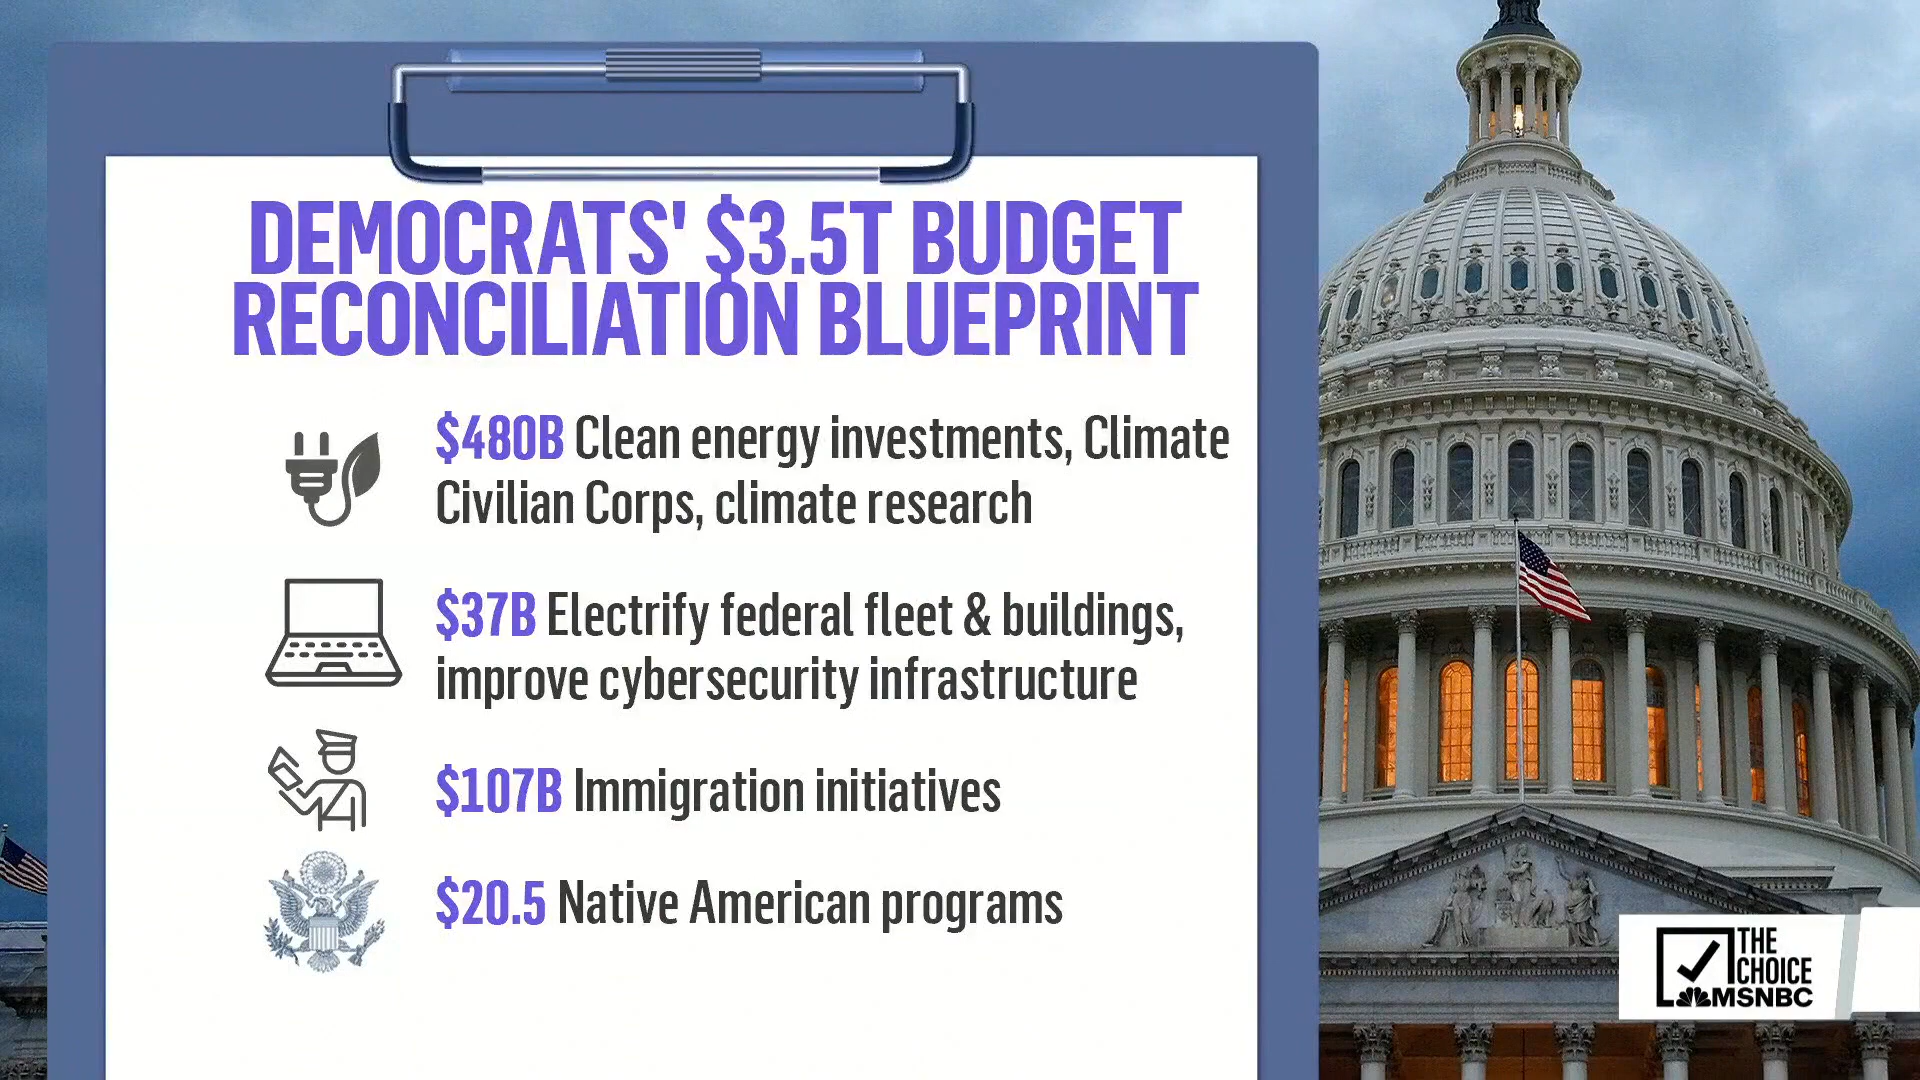 DEMOCRATS' $3.5T BUDGET
RECONCILIATION BLUEPRINT
$480B Clean energy investments, Climate
Civilian Corps, climate research
$37B Electrify federal fleet & buildings,
improve cybersecurity infrastructure
$107B Immigration initiatives
$20.5 Native American programs
THE
CHOICE
MSNBC